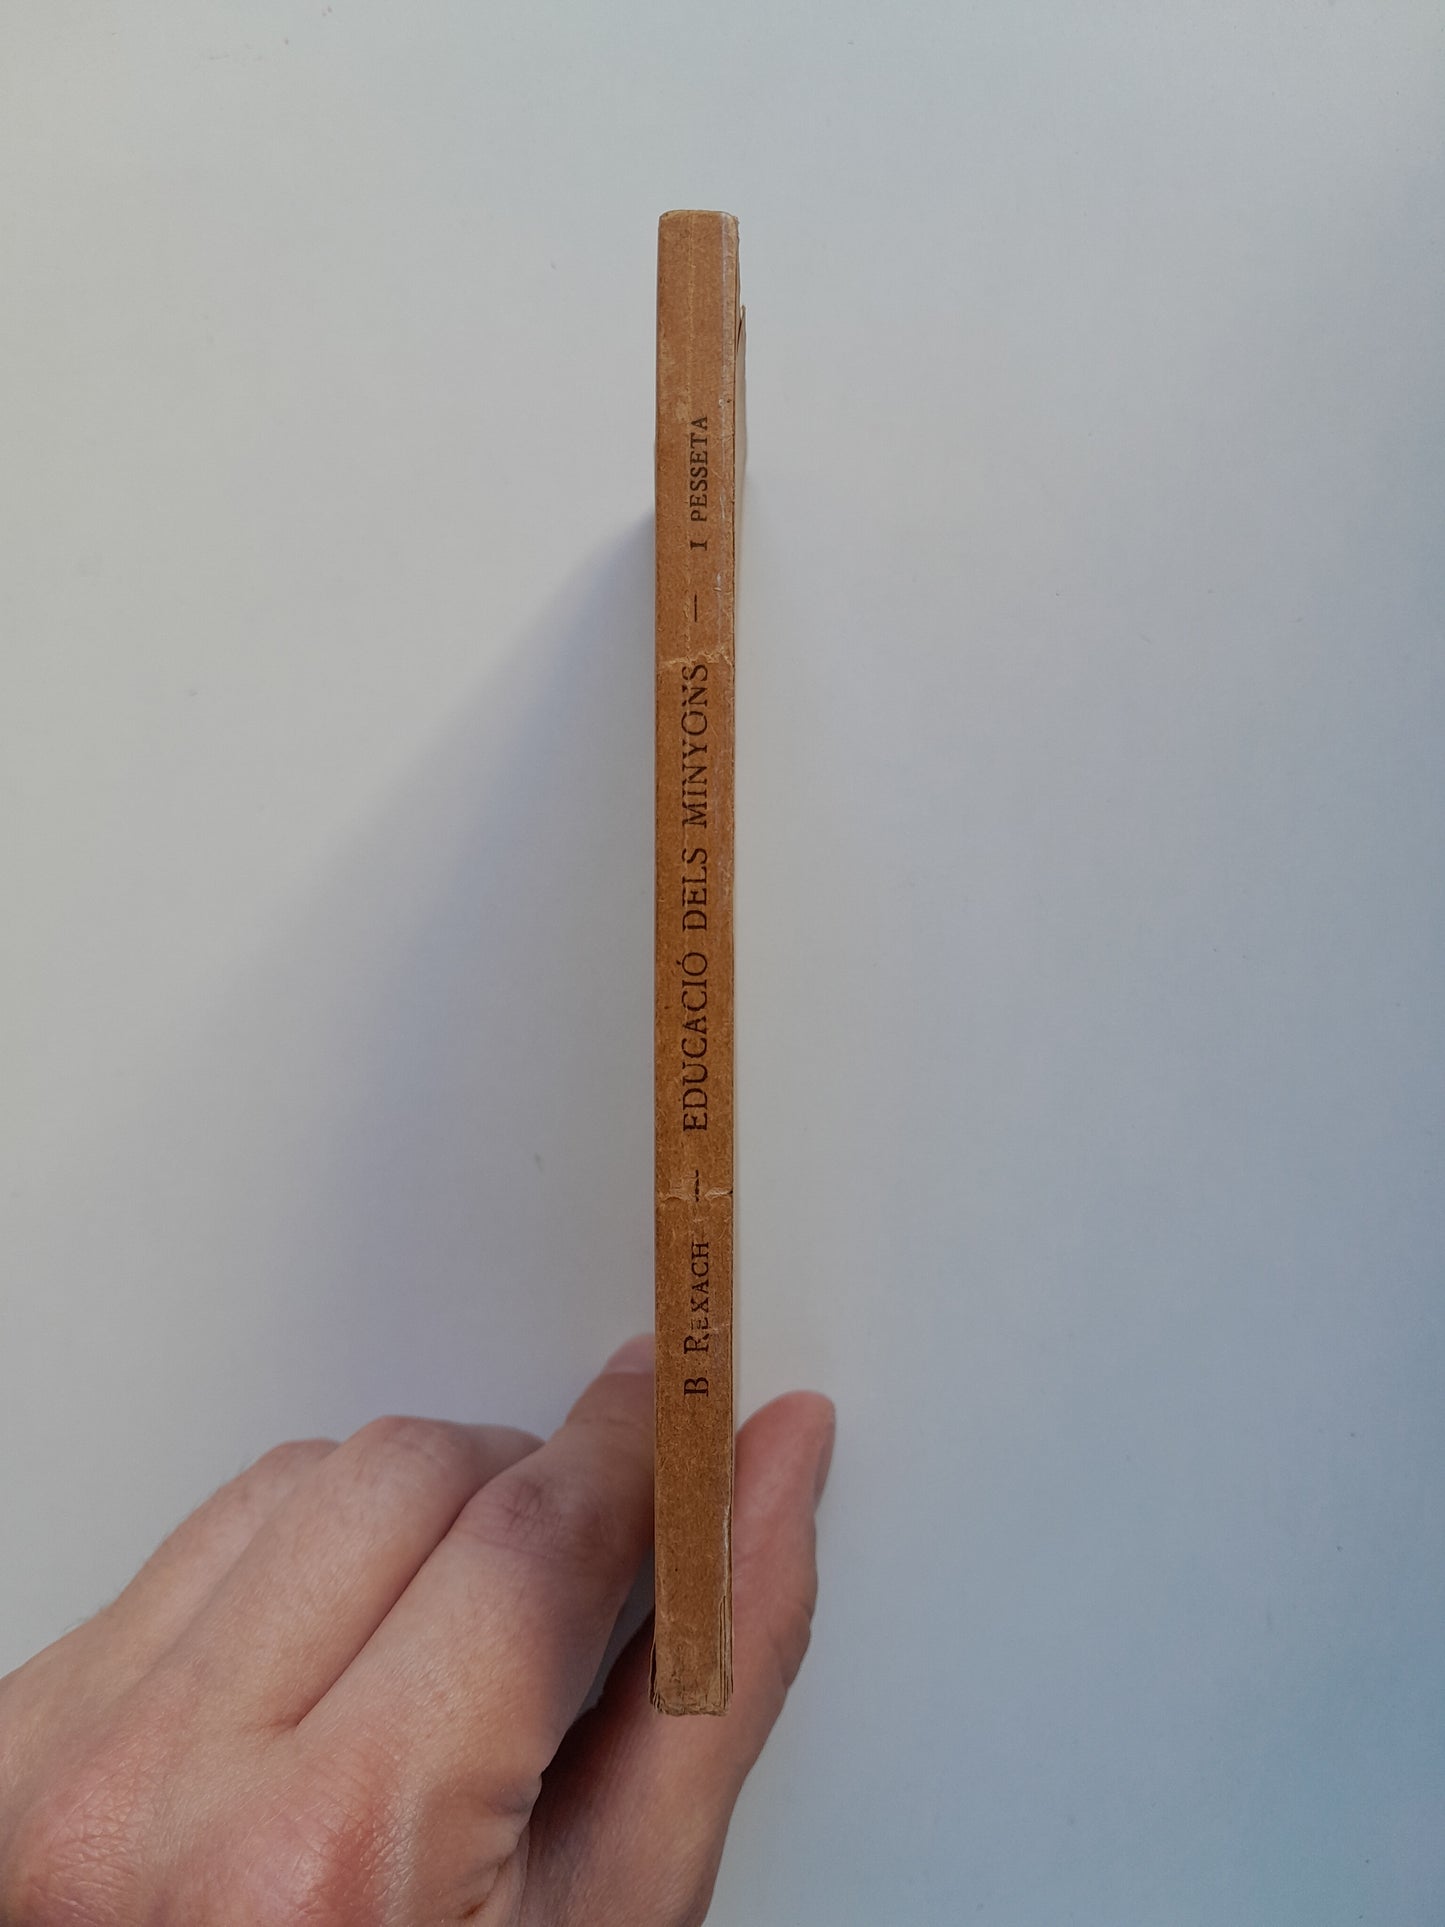 B REXACH — EDUCACIÓ DELS MINYONS — 1 PESSETA